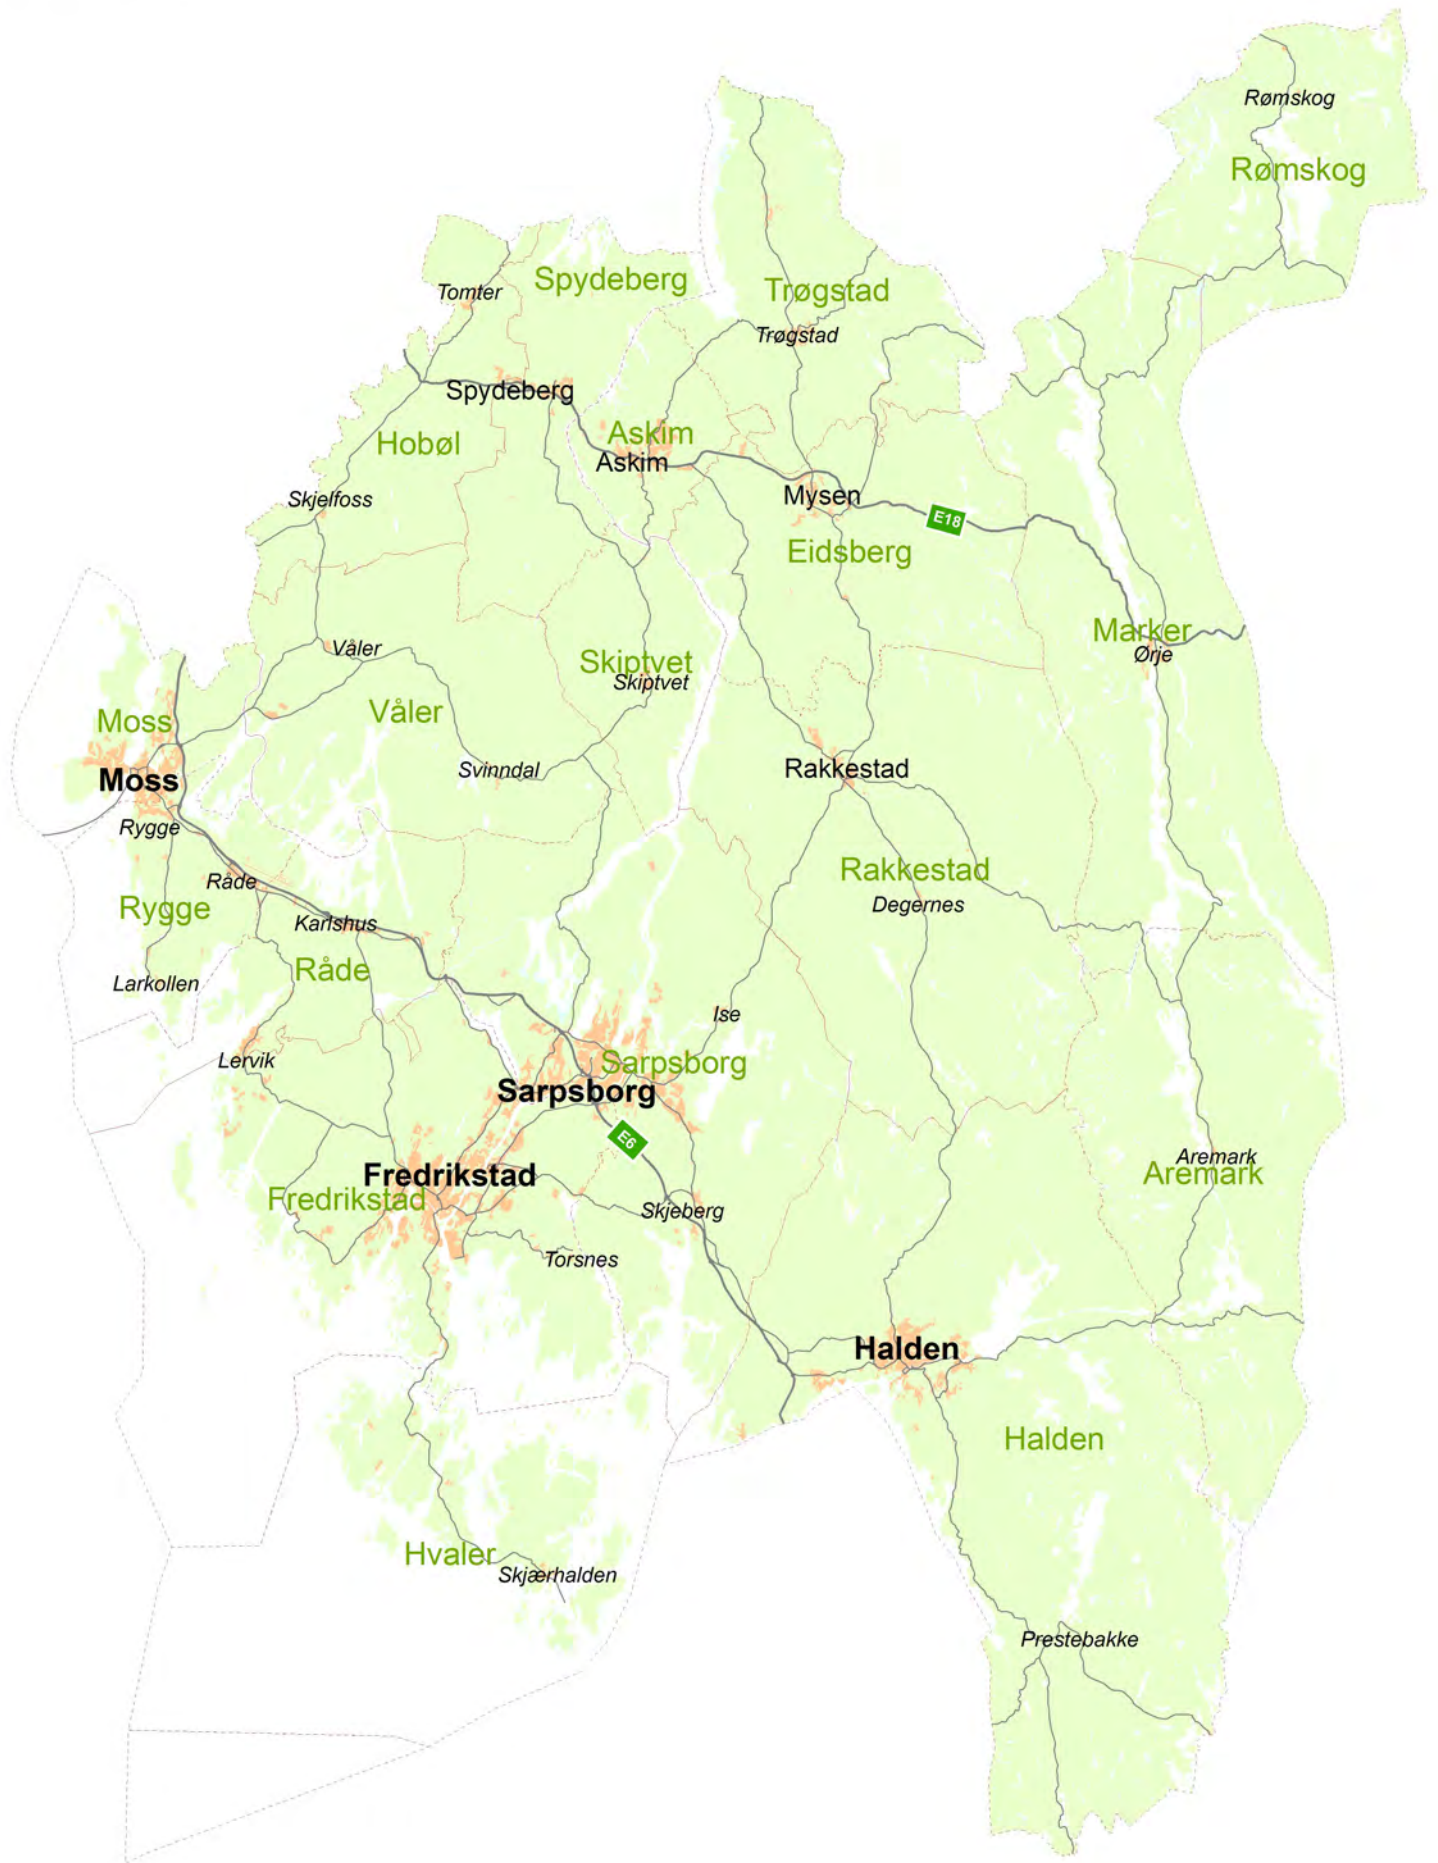 Rømskog
Rømskog
Spydeberg
Trøgstad
Tomter
Trøgstad
Spydeberg
Hobøl
Askim
Askim
Mysen
Skjelfoss
E18
Eidsberg
Marker
Ørje
Våler
Skiptvet
Skiptvet
Våler
Moss
Moss
Svinndal
Rakkestad
Rygge
Rakkestad
Råde
Degernes
Rygge
Karlshus
Råde
Larkollen
Ise
Lervik
Sarpsborg
Sarpsborg
E6
Aremark
Aremark
Fredrikstad
Fredrikstad
Skjeberg
Torsnes
Halden
Halden
Hvaler
Skjærhalden
Prestebakke